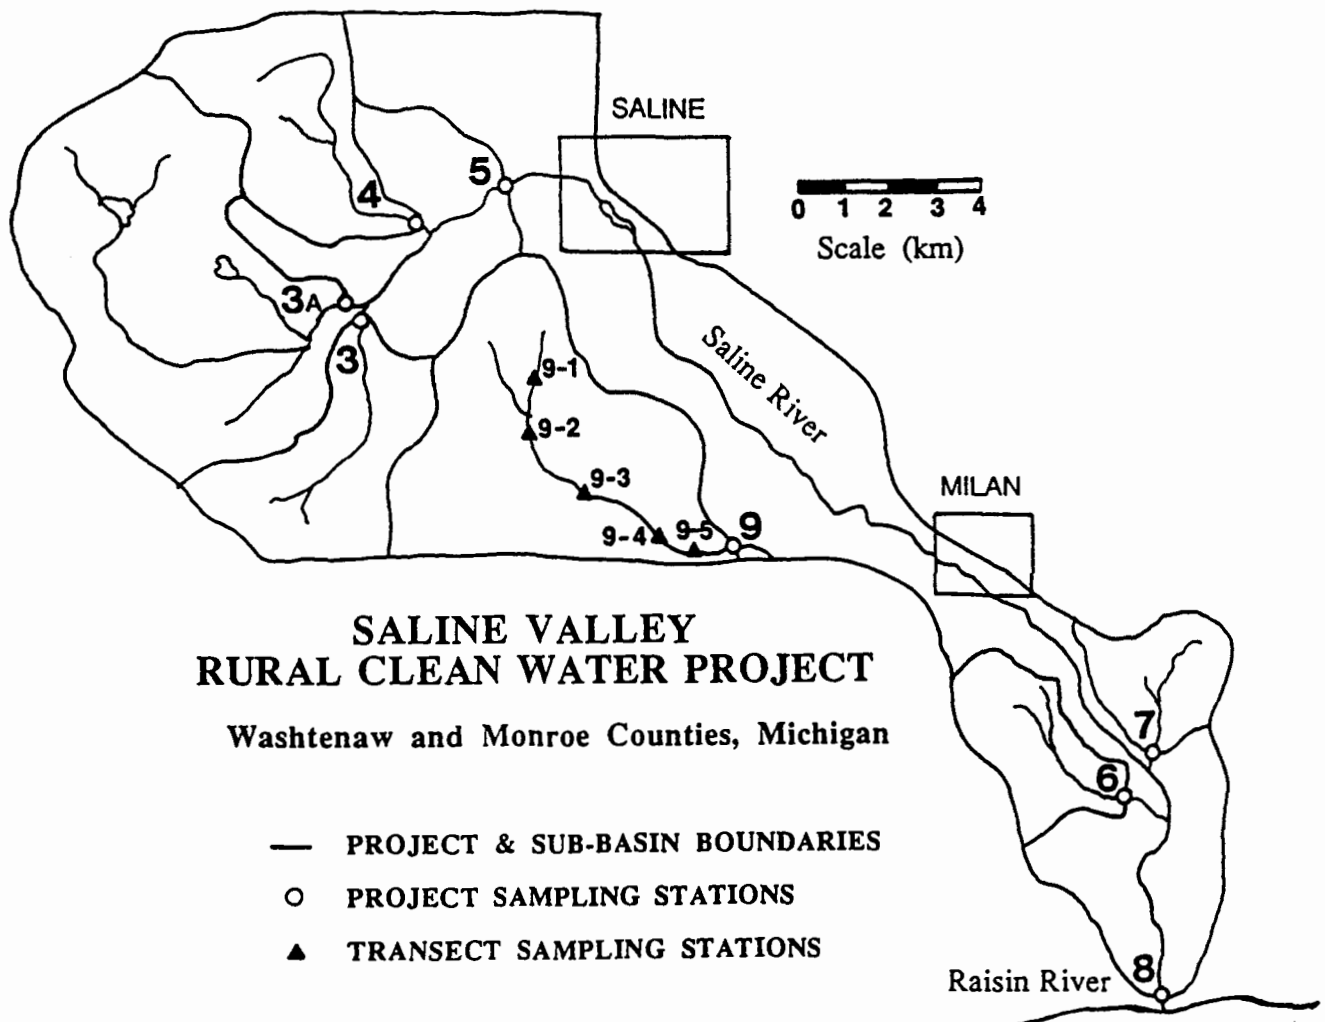 SALINE
5
4
0 1 2 3 4
Scale (km)
3A
3
Saline River
9-1
9-2
9-3
9-4
9-5
9
MILAN
SALINE VALLEY
RURAL CLEAN WATER PROJECT
Washtenaw and Monroe Counties, Michigan
7
6
PROJECT & SUB-BASIN BOUNDARIES
PROJECT SAMPLING STATIONS
TRANSECT SAMPLING STATIONS
8
Raisin River